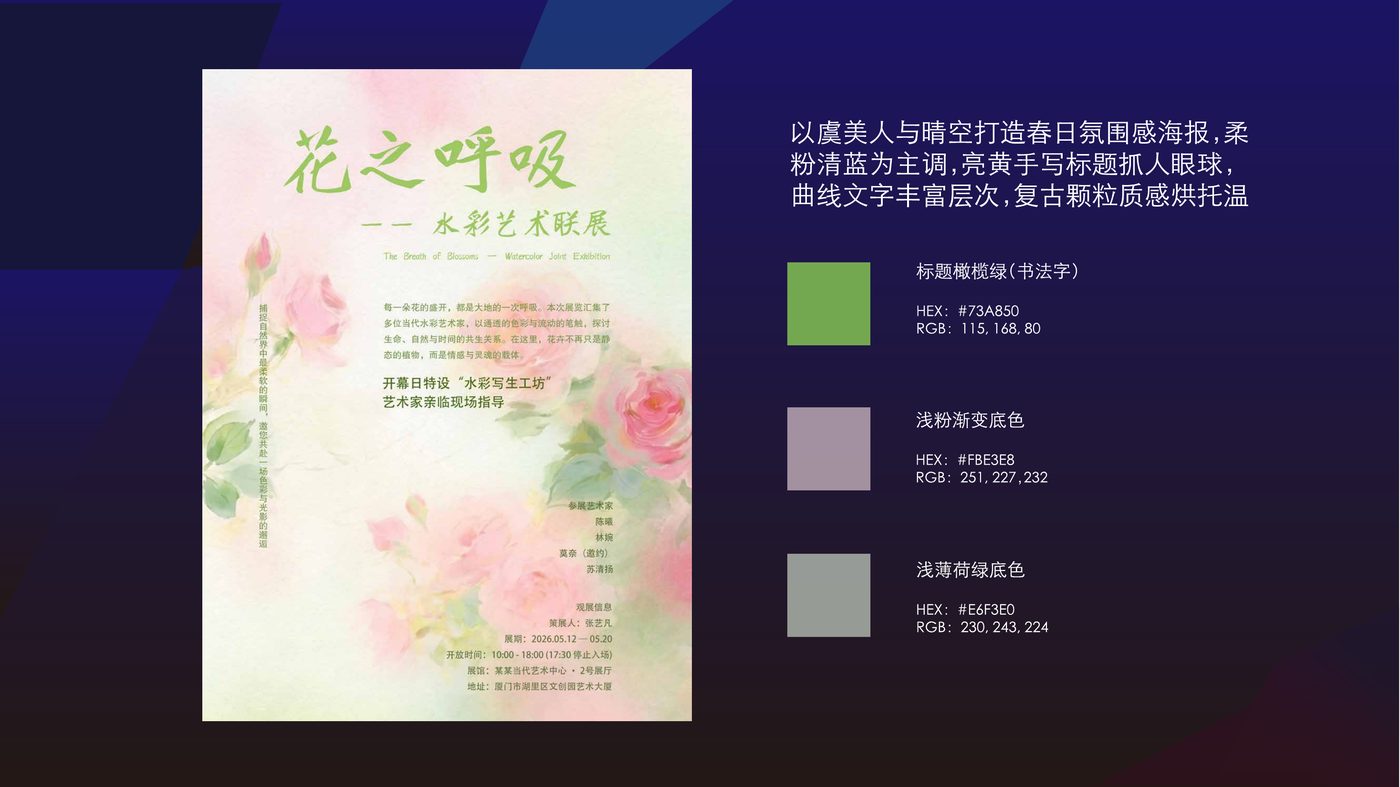 花之呼吸
—— 水彩艺术联展
The Breath of Blossoms — Watercolor Joint Exhibition
捕捉自然界中最柔软的瞬间，邀您共赴一场色彩与光影的邂逅
每一朵花的盛开，都是大地的一次呼吸。本次展览汇集了
多位当代水彩艺术家，以通透的色彩与流动的笔触，探讨
生命、自然与时间的共生关系。在这里，花卉不再只是静
态的植物，而是情感与灵魂的载体。
开幕日特设“水彩写生工坊”
艺术家亲临现场指导
参展艺术家
陈曦
林婉
莫奈（邀约）
苏清扬
观展信息
策展人：张艺凡
展期：2026.05.12 — 05.20
开放时间：10:00 - 18:00 (17:30 停止入场)
展馆：某某当代艺术中心 · 2号展厅
地址：厦门市湖里区文创园艺术大厦
以虞美人与晴空打造春日氛围感海报,柔
粉清蓝为主调,亮黄手写标题抓人眼球,
曲线文字丰富层次,复古颗粒质感烘托温
标题橄榄绿(书法字)
HEX: #73A850
RGB: 115,168,80
浅粉渐变底色
HEX: #FBE3E8
RGB: 251,227,232
浅薄荷绿底色
HEX: #E6F3E0
RGB: 230,243,224